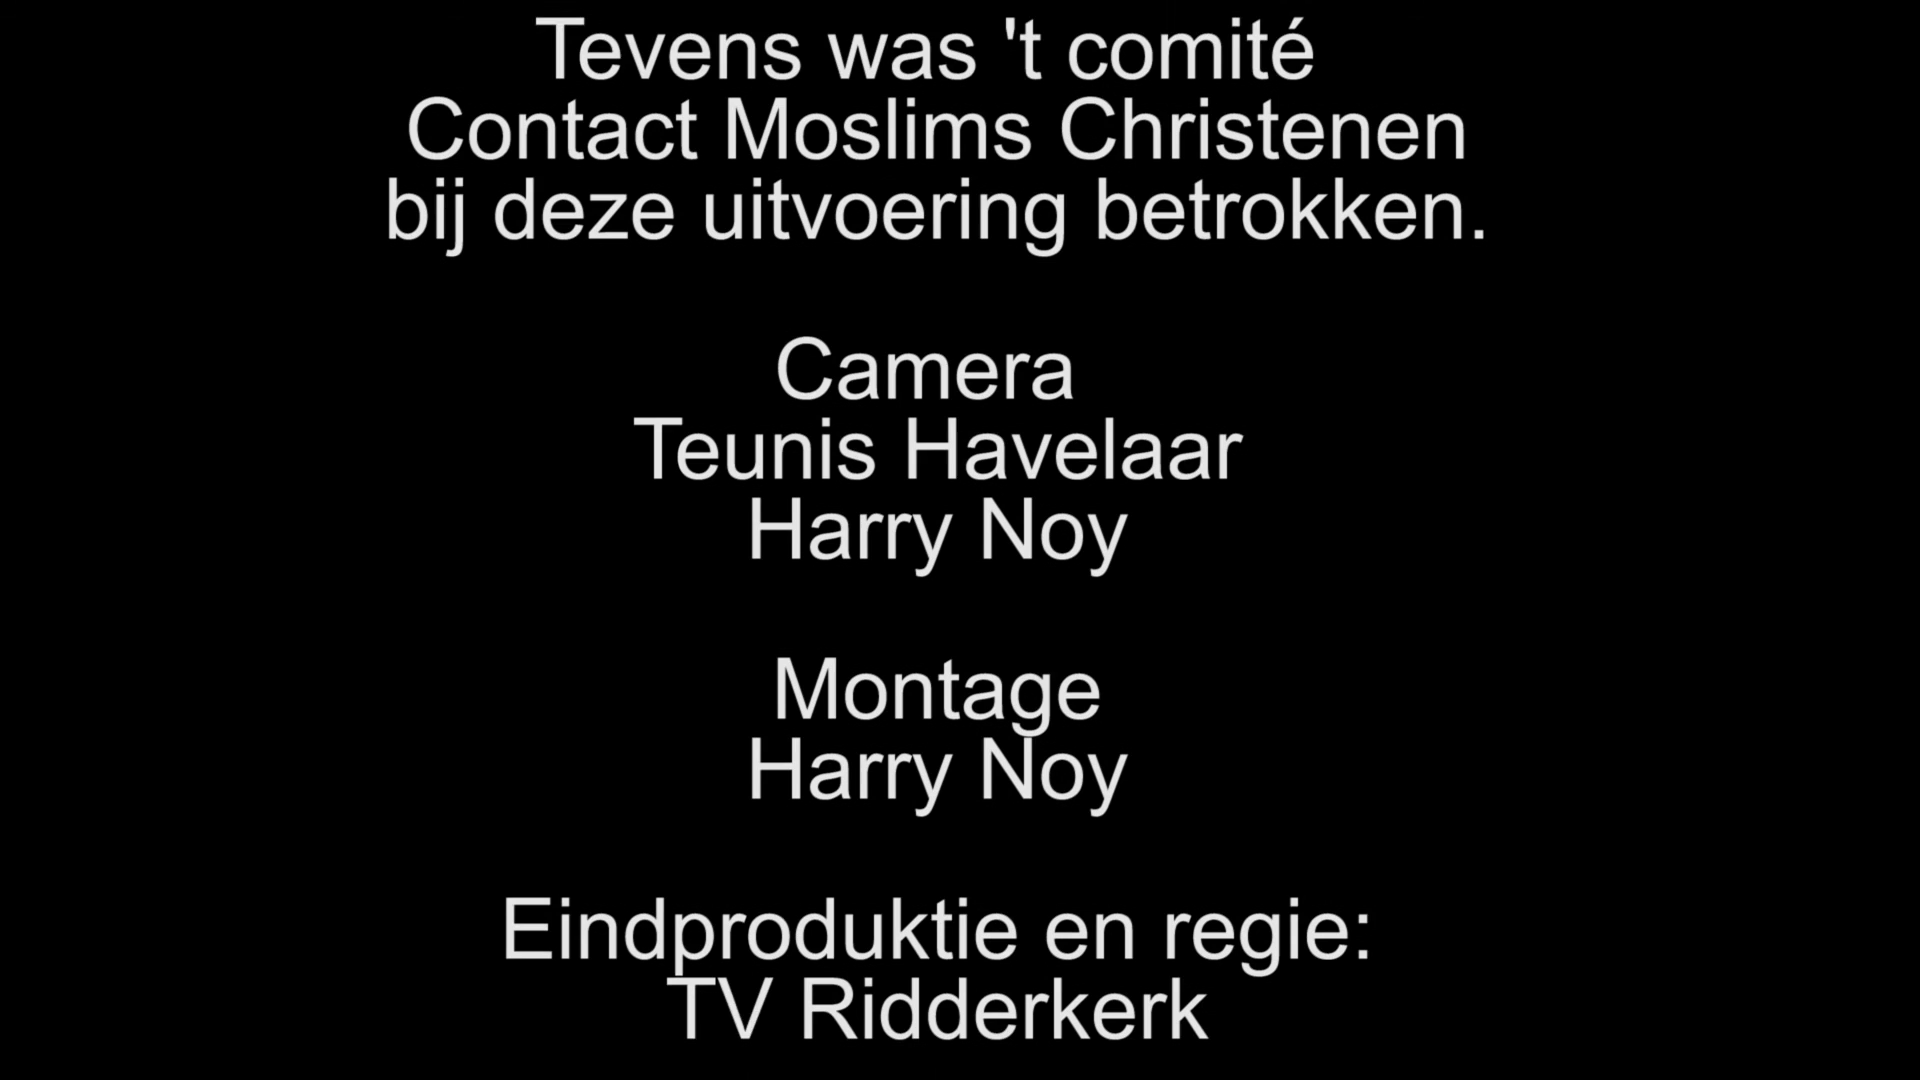 Tevens was 't comité
Contact Moslims Christenen
bij deze uitvoering betrokken.
Camera
Teunis Havelaar
Harry Noy
Montage
Harry Noy
Eindproduktie en regie:
TV Ridderkerk